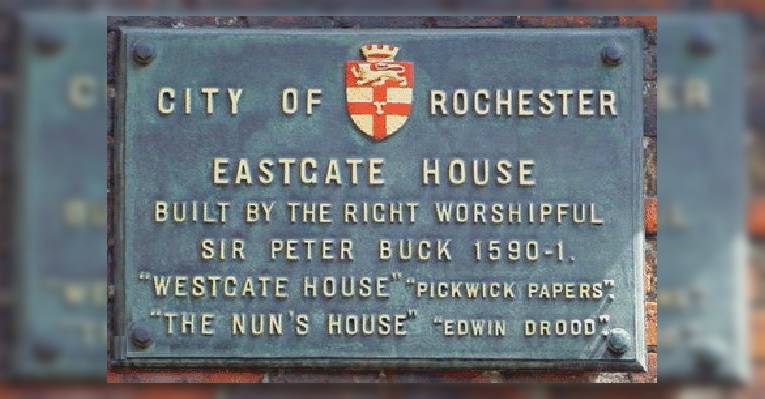 CITY OF ROCHESTER
EASTGATE HOUSE
BUILT BY THE RIGHT WORSHIPFUL
SIR PETER BUCK 1590-1.
"WESTGATE HOUSE" "PICKWICK PAPERS".
"THE NUN'S HOUSE" "EDWIN DROOD".